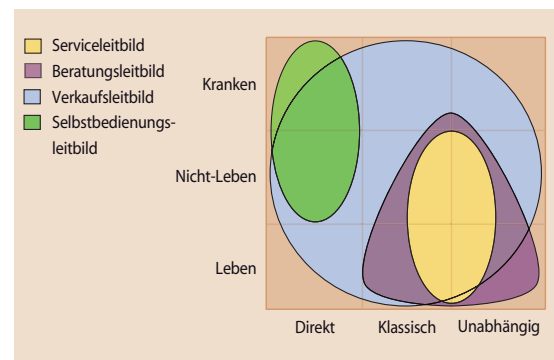 Serviceleitbild
Beratungsleitbild
Verkaufsleitbild
Selbstbedienungs-
leitbild
Kranken
Nicht-Leben
Leben
Direkt Klassisch Unabhängig